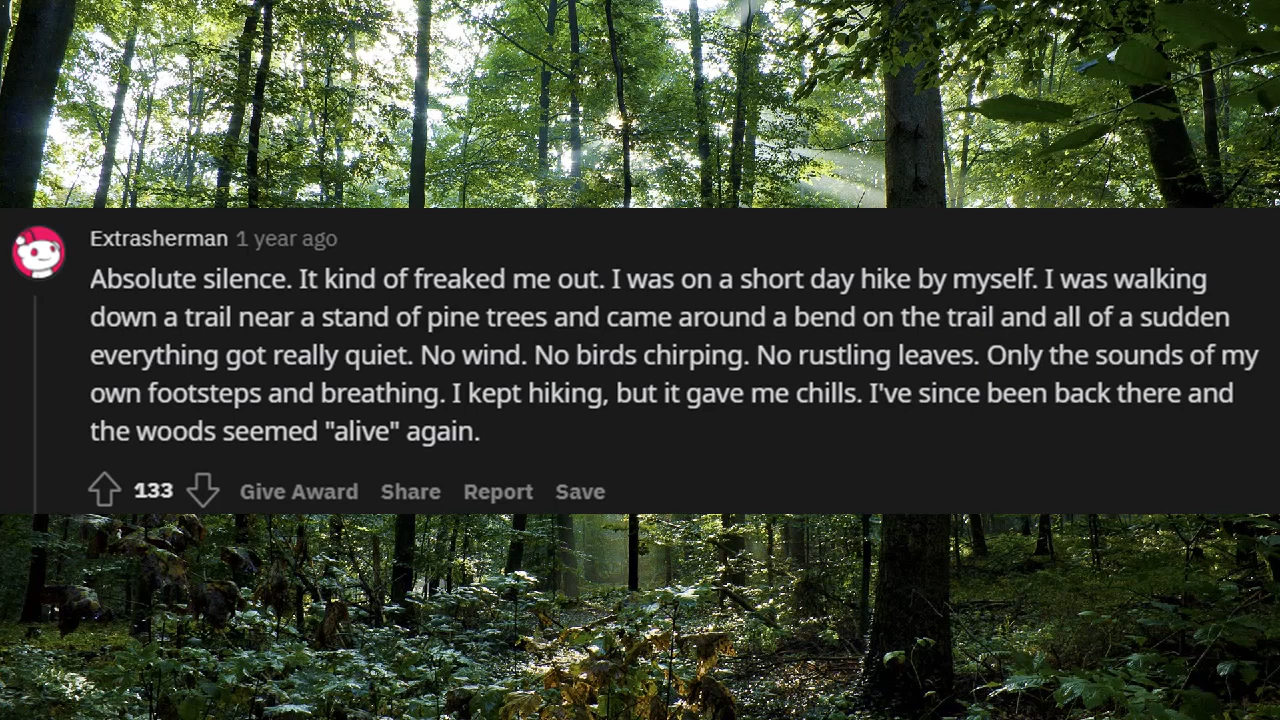 Extrasherman 1 year ago
Absolute silence. It kind of freaked me out. I was on a short day hike by myself. I was walking
down a trail near a stand of pine trees and came around a bend on the trail and all of a sudden
everything got really quiet. No wind. No birds chirping. No rustling leaves. Only the sounds of my
own footsteps and breathing. I kept hiking, but it gave me chills. I've since been back there and
the woods seemed "alive" again.
133 Give Award Share Report Save